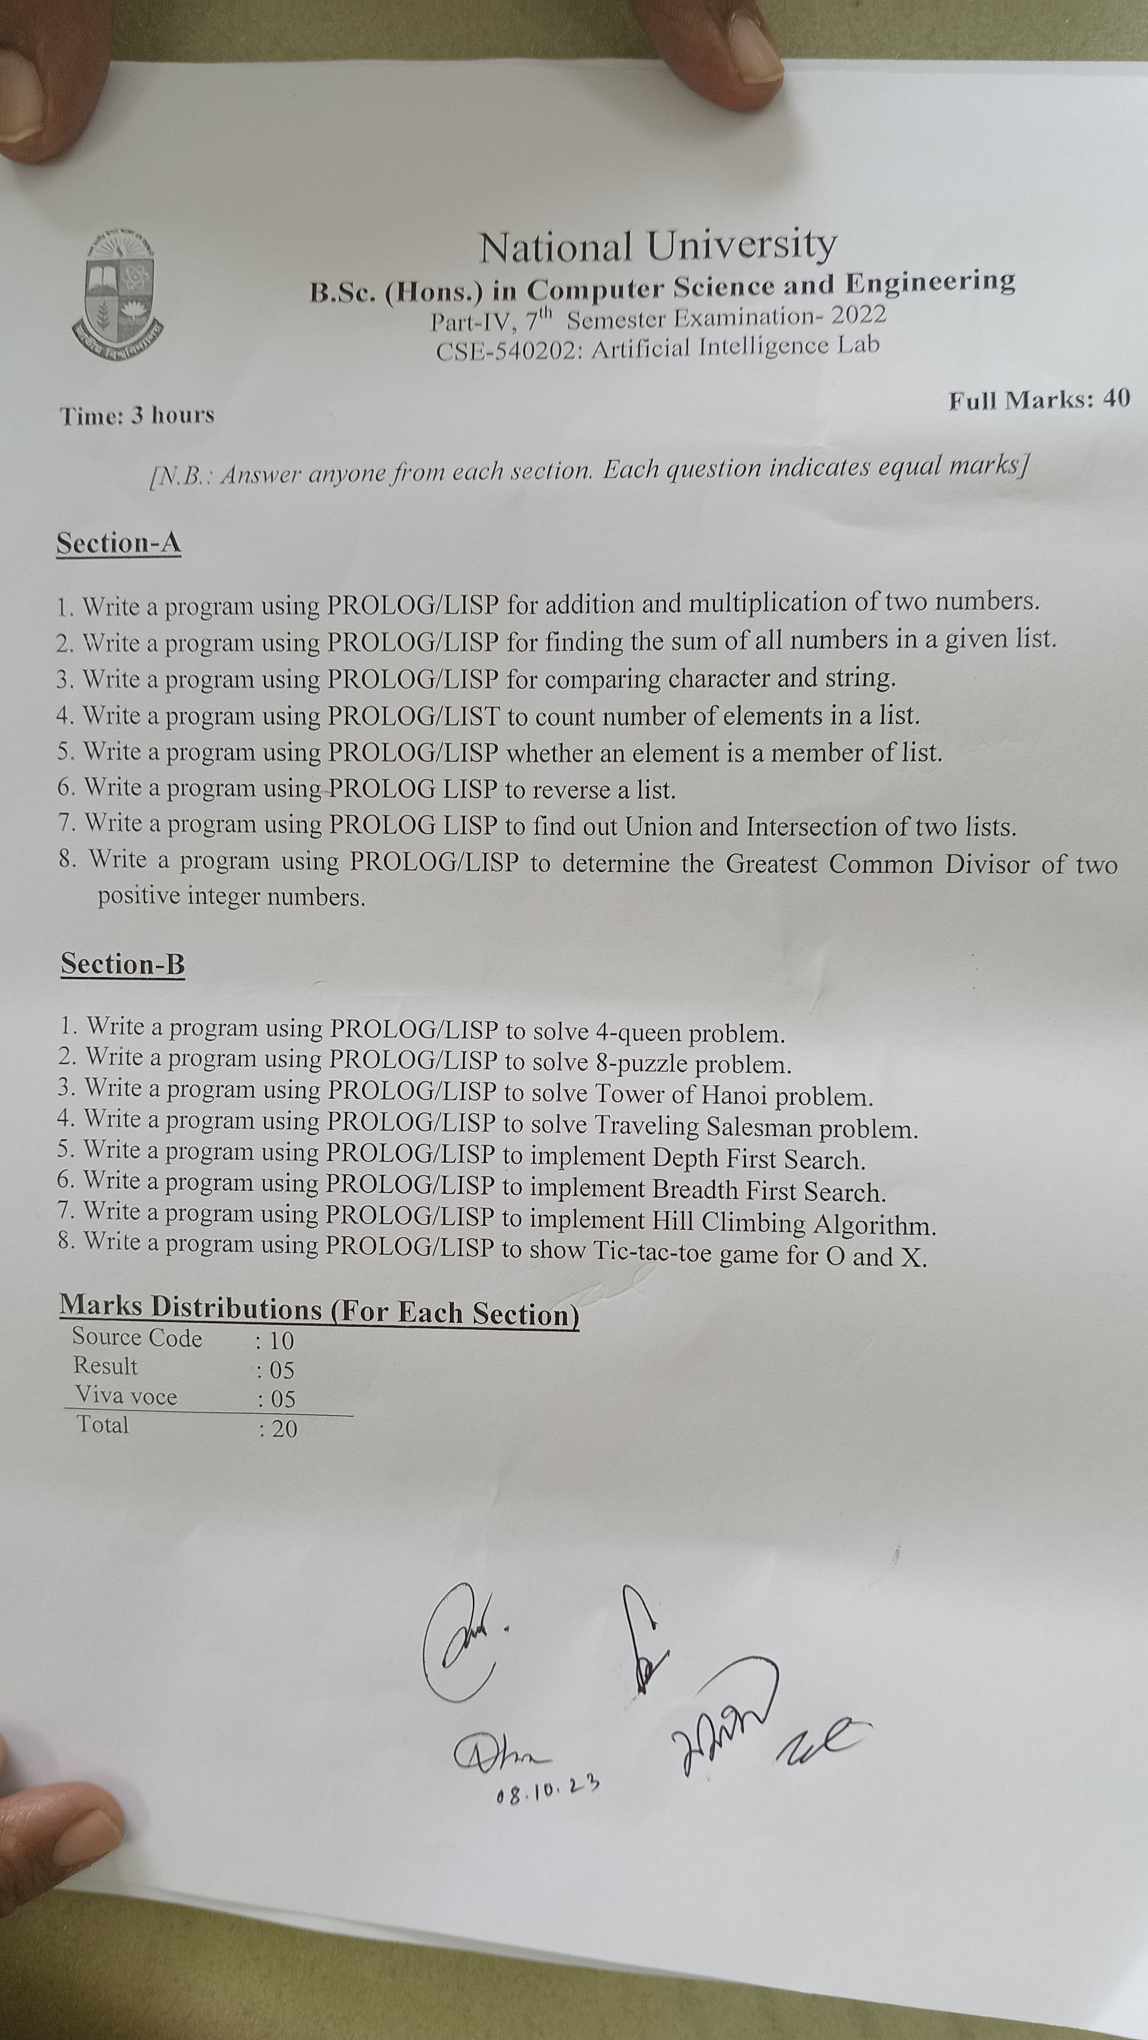 National University
B.Sc. (Hons.) in Computer Science and Engineering
Part-IV, 7th Semester Examination- 2022
CSE-540202: Artificial Intelligence Lab
Time: 3 hours
Full Marks: 40
[N.B.: Answer anyone from each section. Each question indicates equal marks]
Section-A
1. Write a program using PROLOG/LISP for addition and multiplication of two numbers.
2. Write a program using PROLOG/LISP for finding the sum of all numbers in a given list.
3. Write a program using PROLOG/LISP for comparing character and string.
4. Write a program using PROLOG/LIST to count number of elements in a list.
5. Write a program using PROLOG/LISP whether an element is a member of list.
6. Write a program using PROLOG LISP to reverse a list.
7. Write a program using PROLOG LISP to find out Union and Intersection of two lists.
8. Write a program using PROLOG/LISP to determine the Greatest Common Divisor of two
positive integer numbers.
Section-B
1. Write a program using PROLOG/LISP to solve 4-queen problem.
2. Write a program using PROLOG/LISP to solve 8-puzzle problem.
3. Write a program using PROLOG/LISP to solve Tower of Hanoi problem.
4. Write a program using PROLOG/LISP to solve Traveling Salesman problem.
5. Write a program using PROLOG/LISP to implement Depth First Search.
6. Write a program using PROLOG/LISP to implement Breadth First Search.
7. Write a program using PROLOG/LISP to implement Hill Climbing Algorithm.
8. Write a program using PROLOG/LISP to show Tic-tac-toe game for O and X.
Marks Distributions (For Each Section)
Source Code : 10
Result : 05
Viva voce : 05
Total : 20
08.10.23